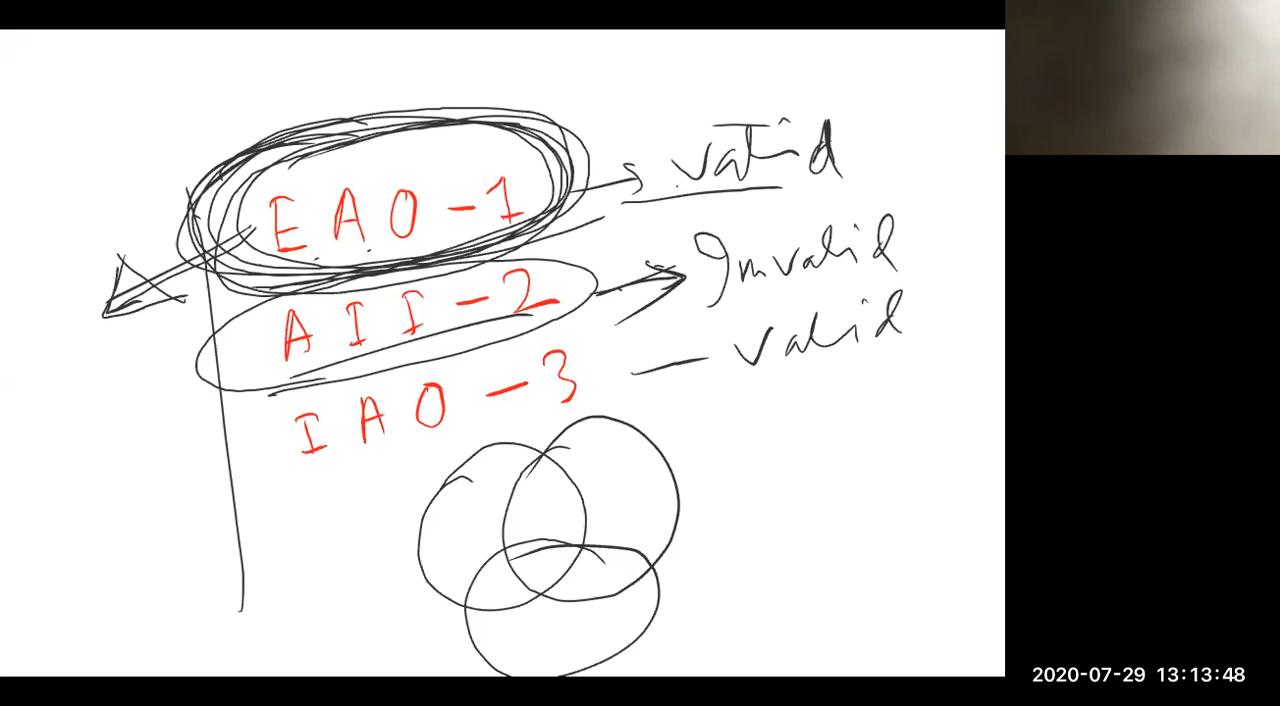 EAO-1 valid
AII-2 Invalid
IAO-3 - valid
2020-07-29 13:13:48